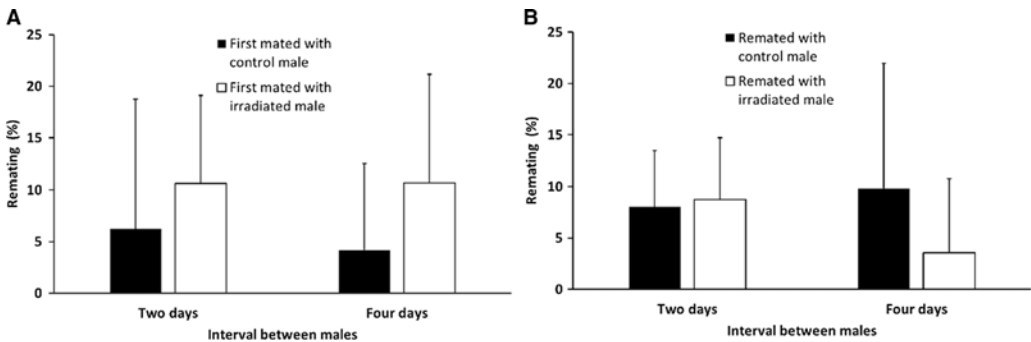 A
25
20
15
10
5
0
Remating (%)
First mated with
control male
First mated with
irradiated male
Two days
Four days
Interval between males
B
25
20
15
10
5
0
Remating (%)
Remated with
control male
Remated with
irradiated male
Two days
Four days
Interval between males